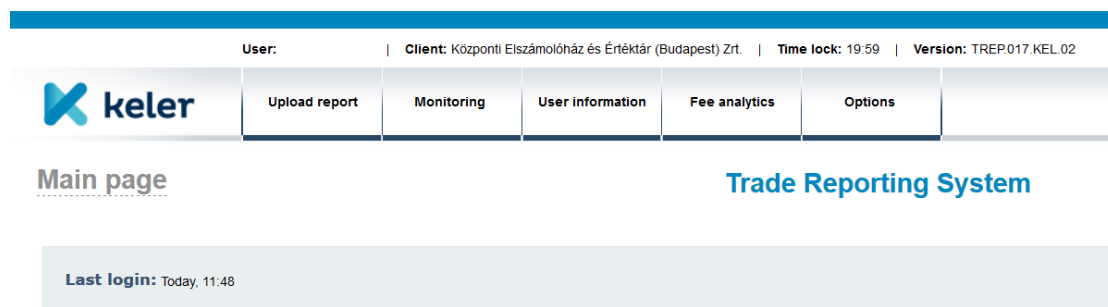 User: | Client: Központi Elszámolóház és Értéktár (Budapest) Zrt. | Time lock: 19:59 | Version: TREP.017.KEL.02
keler Upload report Monitoring User information Fee analytics Options
Main page Trade Reporting System
Last login: Today, 11:48